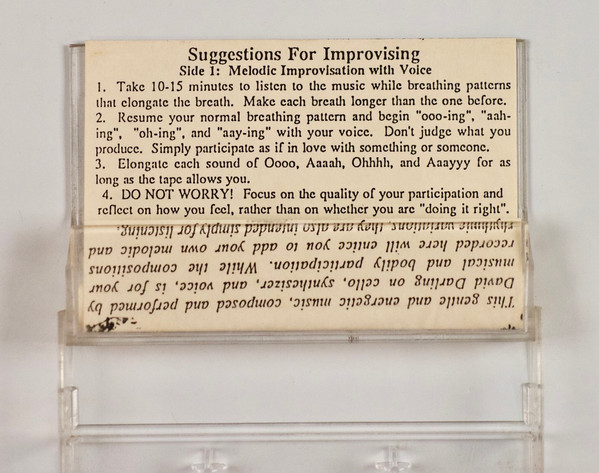 Suggestions For Improvising
Side 1: Melodic Improvisation with Voice
1. Take 10-15 minutes to listen to the music while breathing patterns
that elongate the breath. Make each breath longer than the one before.
2. Resume your normal breathing pattern and begin "ooo-ing", "aah-
ing", "oh-ing", and "aay-ing" with your voice. Don't judge what you
produce. Simply participate as if in love with something or someone.
3. Elongate each sound of Oooo, Aaaah, Ohhhh, and Aaayyy for as
long as the tape allows you.
4. DO NOT WORRY! Focus on the quality of your participation and
reflect on how you feel, rather than on whether you are "doing it right".
This gentle and energetic music, composed and performed by
David Darling on cello, synthesizer, and voice, is for your
musical and bodily participation. While the compositions
recorded here will entice you to add your own melodic and
rhythmic variations, they are also intended simply for listening.